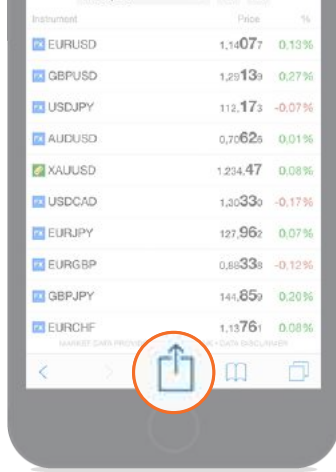 Instrument Price %
FX EURUSD 1,14077 0,13%
FX GBPUSD 1,29139 0,27%
FX USDJPY 112,173 -0,07%
FX AUDUSD 0,70626 0,01%
XAUUSD 1.234,47 0,08%
FX USDCAD 1,30330 -0,17%
FX EURJPY 127,962 0,07%
FX EURGBP 0,88338 -0,12%
FX GBPJPY 144,859 0,20%
FX EURCHF 1,13761 0,08%
MARKET DATA • DATA DISCLAIMER